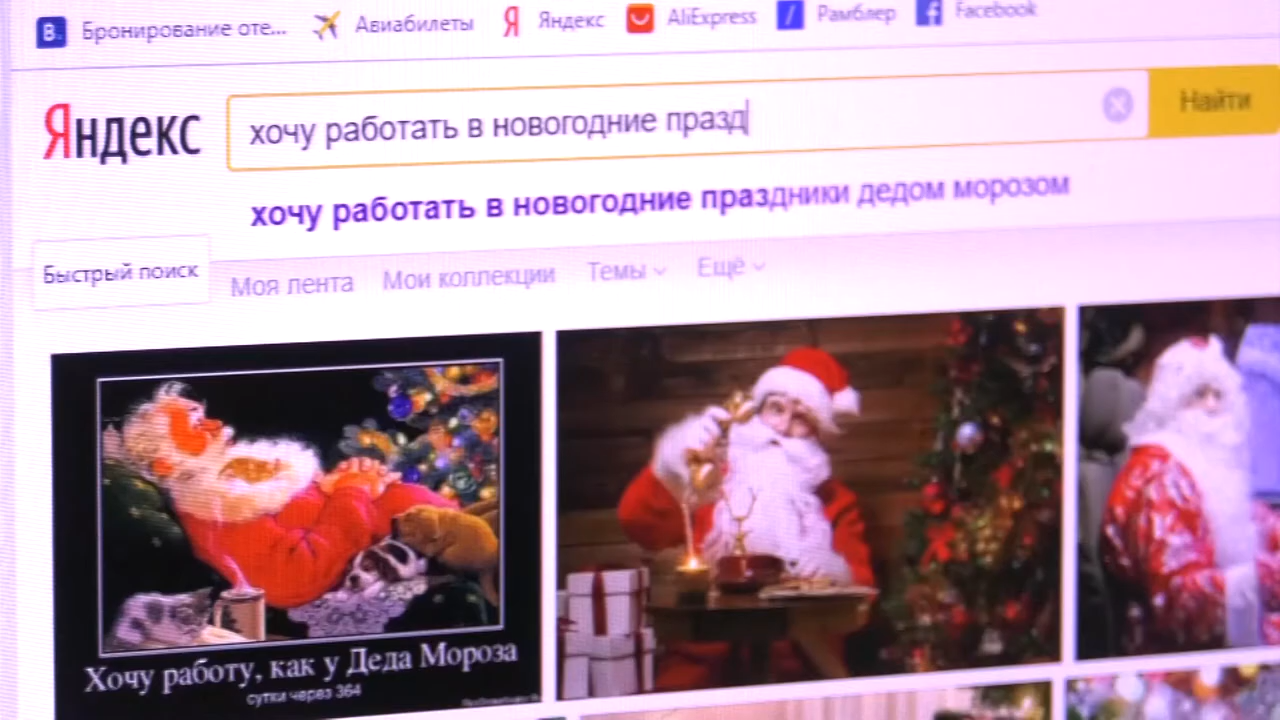 B. Бронирование оте... Авиабилеты Я Яндекс AliExpress / Рамблер f Facebook
Яндекс хочу работать в новогодние празд Найти
хочу работать в новогодние праздники дедом морозом
Быстрый поиск Моя лента Мои коллекции Темы Ещё
Хочу работу, как у Деда Мороза
сутки через 364